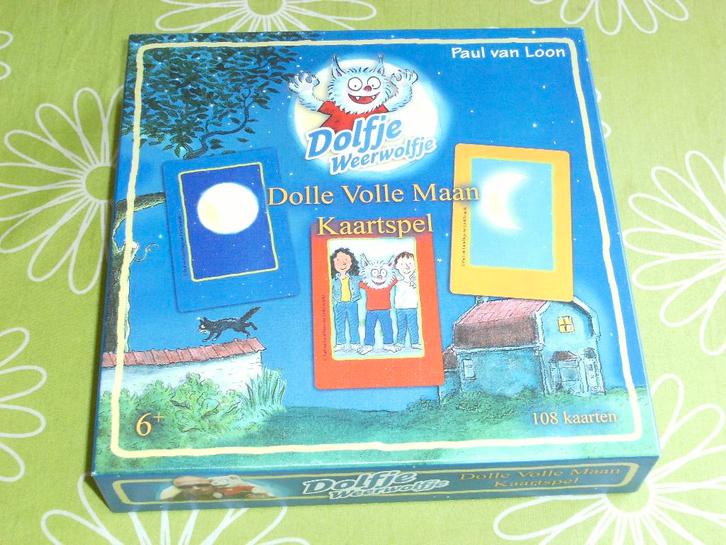 Paul van Loon
Dolfje
Weerwolfje
Dolle Volle Maan
Kaartspel
6+
108 kaarten
Dolfje
Weerwolfje
Dolle Volle Maan
Kaartspel